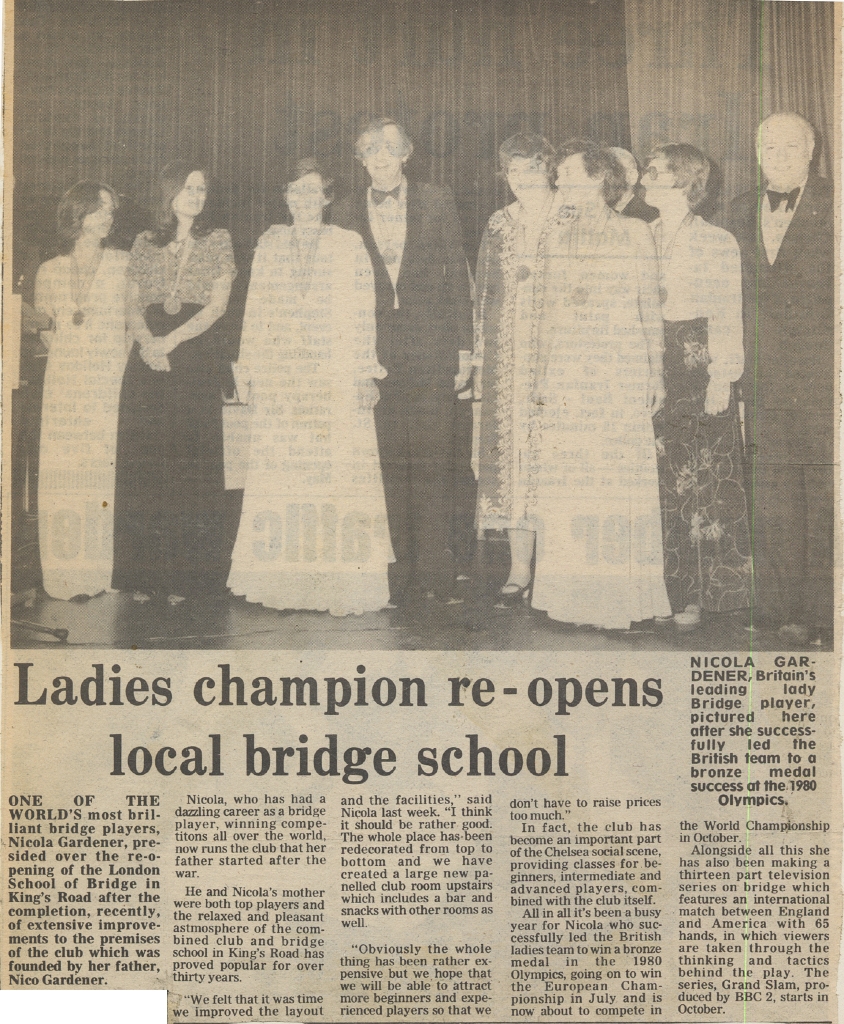 Ladies champion re-opens
local bridge school
NICOLA GAR-
DENER, Britain's
leading lady
Bridge player,
pictured here
after she success-
fully led the
British team to a
bronze medal
success at the 1980
Olympics.
ONE OF THE
WORLD'S most bril-
liant bridge players,
Nicola Gardener, pre-
sided over the re-o-
pening of the London
School of Bridge in
King's Road after the
completion, recently,
of extensive improve-
ments to the premises
of the club which was
founded by her father,
Nico Gardener.
Nicola, who has had a
dazzling career as a bridge
player, winning compe-
titons all over the world,
now runs the club that her
father started after the
war.
He and Nicola's mother
were both top players and
the relaxed and pleasant
astmosphere of the com-
bined club and bridge
school in King's Road has
proved popular for over
thirty years.
"We felt that it was time
we improved the layout
and the facilities," said
Nicola last week. "I think
it should be rather good.
The whole place has been
redecorated from top to
bottom and we have
created a large new pa-
nelled club room upstairs
which includes a bar and
snacks with other rooms as
well.
"Obviously the whole
thing has been rather ex-
pensive but we hope that
we will be able to attract
more beginners and expe-
rienced players so that we
don't have to raise prices
too much."
In fact, the club has
become an important part
of the Chelsea social scene,
providing classes for be-
ginners, intermediate and
advanced players, com-
bined with the club itself.
All in all it's been a busy
year for Nicola who suc-
cessfully led the British
ladies team to win a bronze
medal in the 1980
Olympics, going on to win
the European Cham-
pionship in July and is
now about to compete in
the World Championship
in October.
Alongside all this she
has also been making a
thirteen part television
series on bridge which
features an international
match between England
and America with 65
hands, in which viewers
are taken through the
thinking and tactics
behind the play. The
series, Grand Slam, pro-
duced by BBC 2, starts in
October.